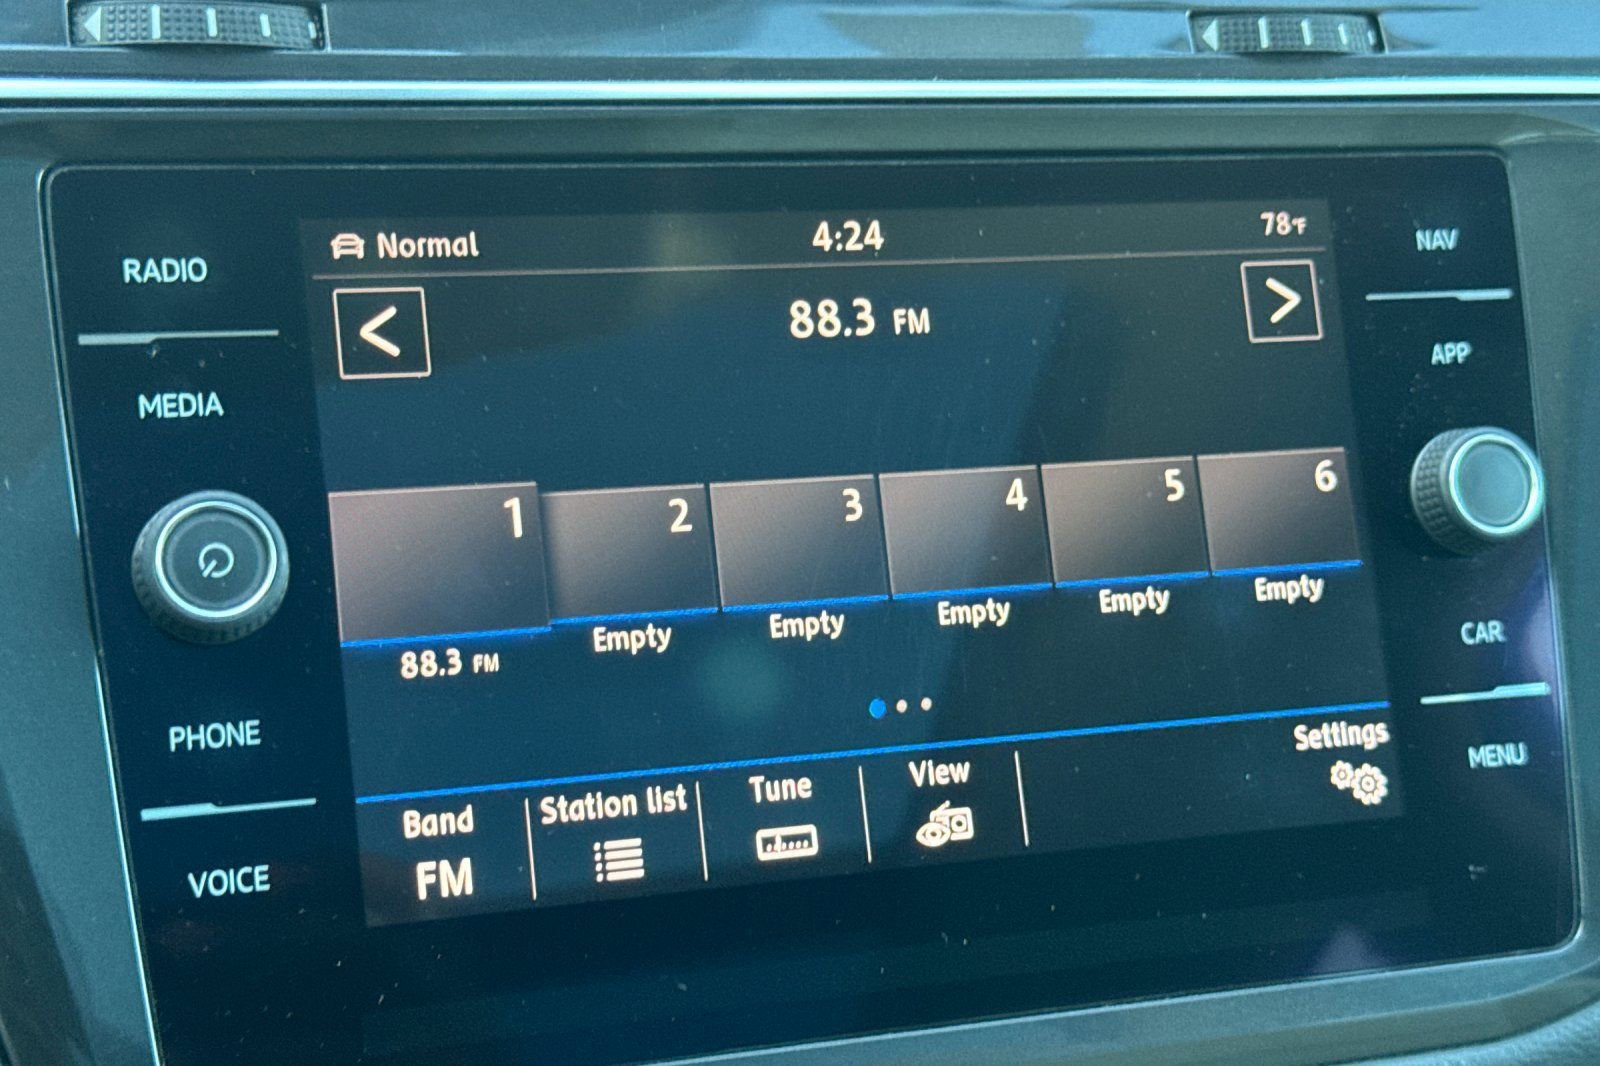 RADIO
MEDIA
PHONE
VOICE
Normal
4:24
78°F
88.3 FM
1
2
3
4
5
6
88.3 FM
Empty
Empty
Empty
Empty
Empty
Band
FM
Station list
Tune
View
Settings
NAV
APP
CAR
MENU